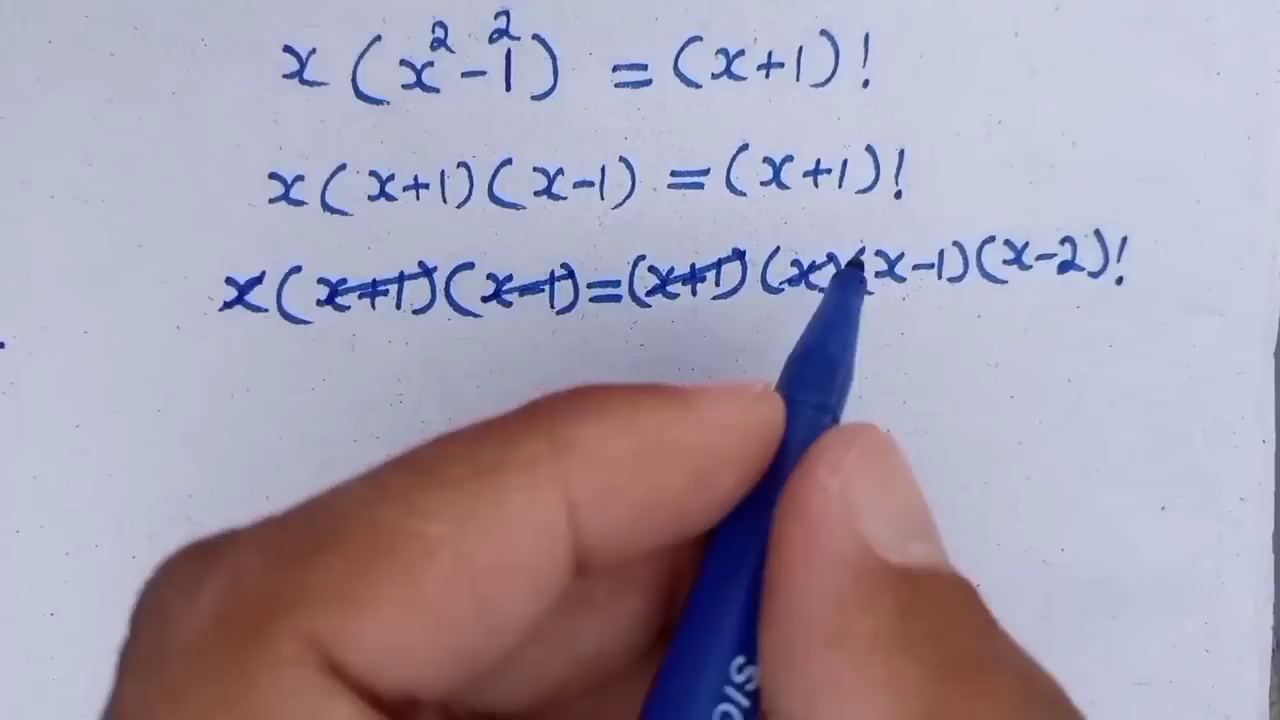 x(x²-1²) = (x+1)!
x(x+1)(x-1) = (x+1)!
x(x+1)(x-1)=(x+1)(x)(x-1)(x-2)!